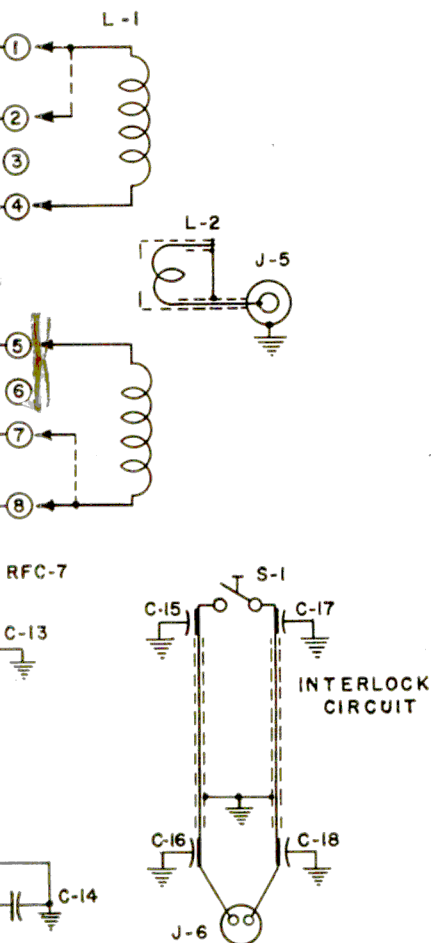 L-1
1
2
3
4
L-2
J-5
5
6
7
8
RFC-7
S-1
C-15
C-17
C-13
INTERLOCK
CIRCUIT
C-16
C-18
C-14
J-6